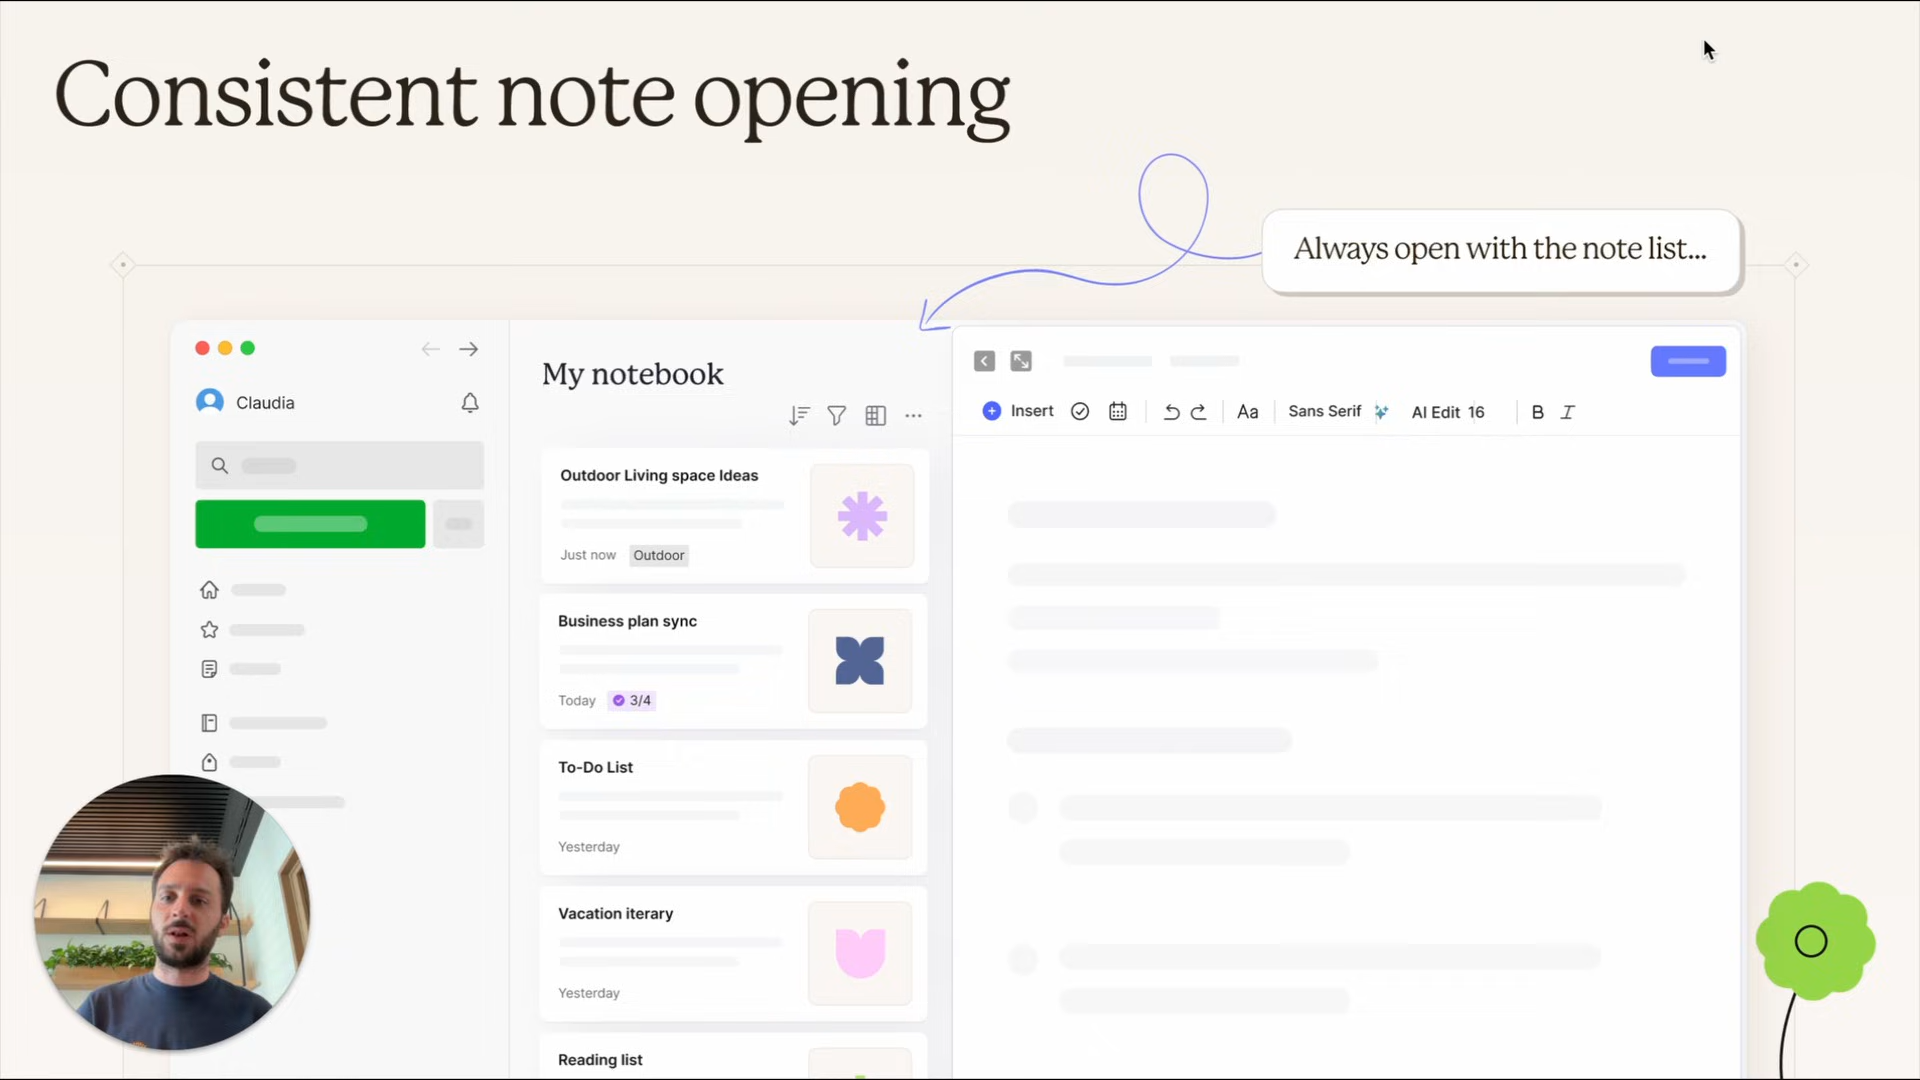 Consistent note opening
Always open with the note list...
Claudia
My notebook
Insert
Aa
Sans Serif
AI Edit 16
B I
Outdoor Living space Ideas
Just now Outdoor
Business plan sync
Today 3/4
To-Do List
Yesterday
Vacation iterary
Yesterday
Reading list